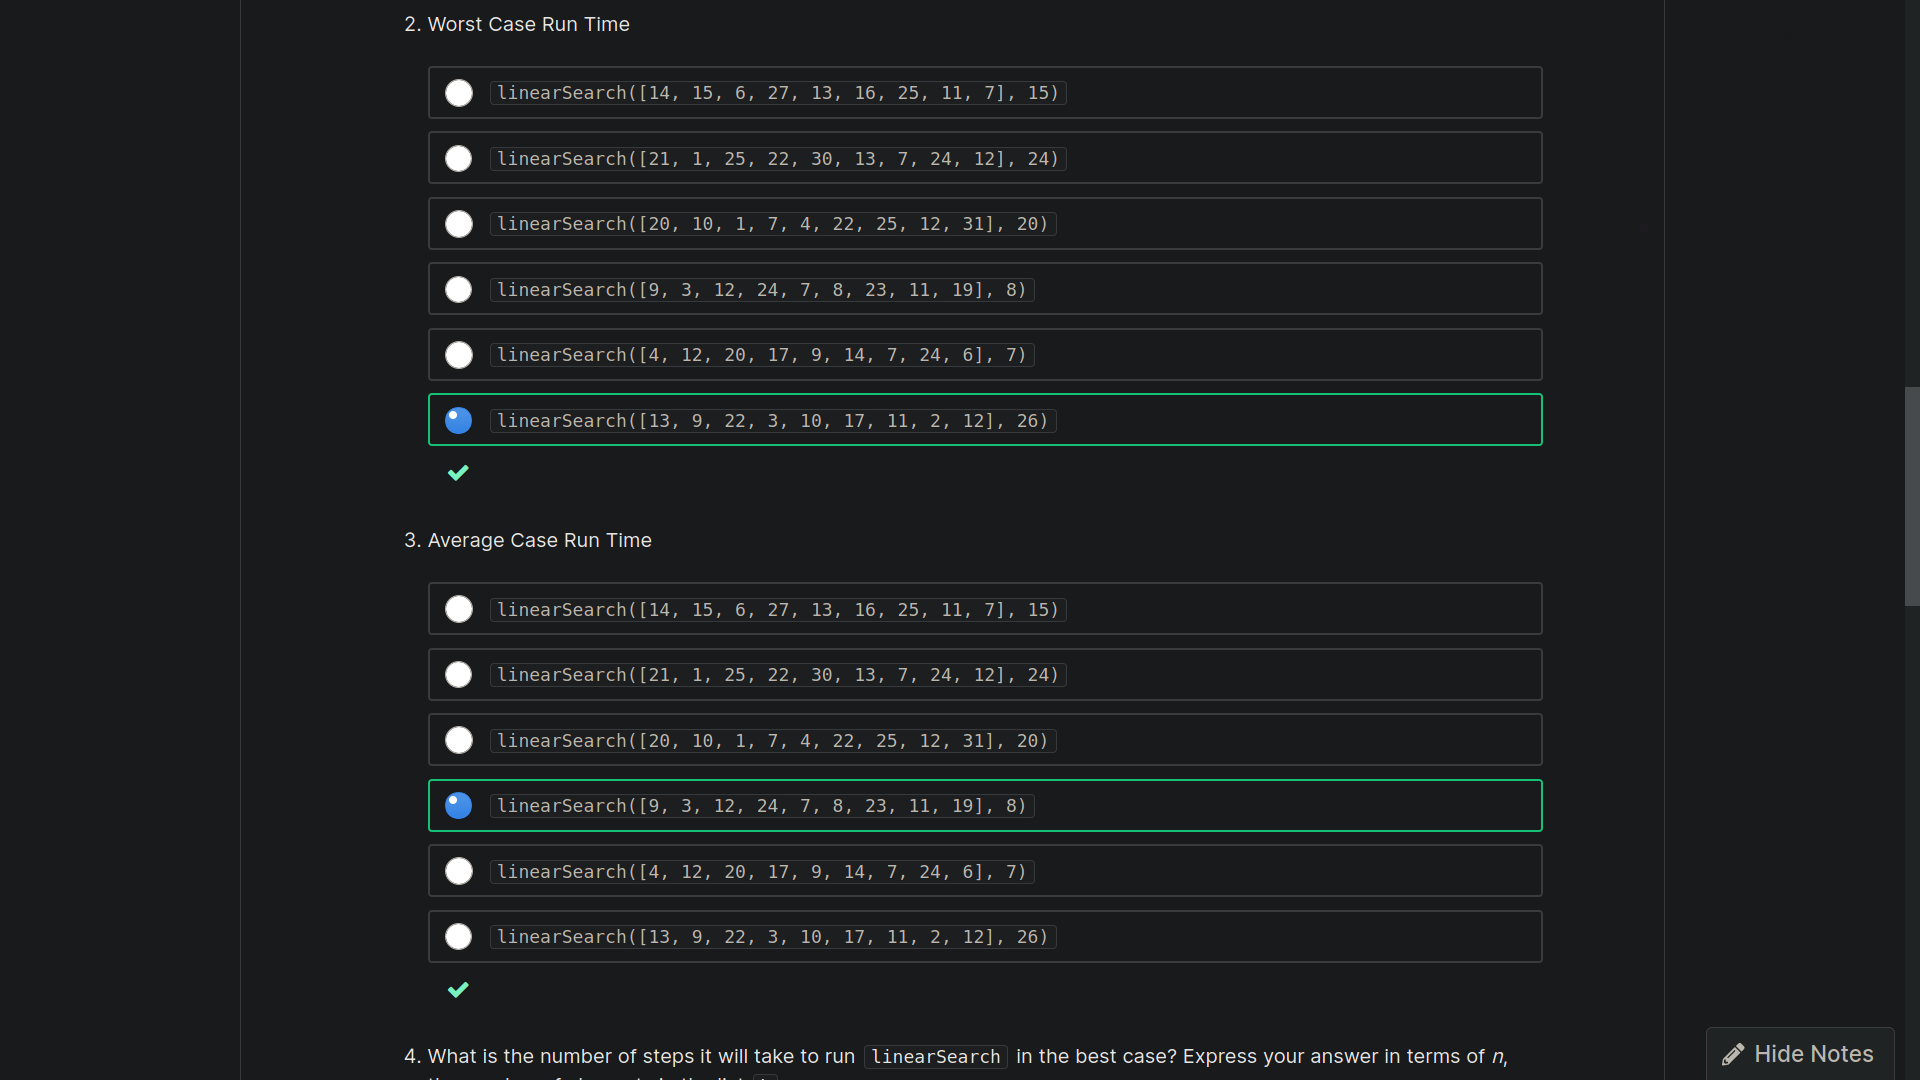 2. Worst Case Run Time
linearSearch([14, 15, 6, 27, 13, 16, 25, 11, 7], 15)
linearSearch([21, 1, 25, 22, 30, 13, 7, 24, 12], 24)
linearSearch([20, 10, 1, 7, 4, 22, 25, 12, 31], 20)
linearSearch([9, 3, 12, 24, 7, 8, 23, 11, 19], 8)
linearSearch([4, 12, 20, 17, 9, 14, 7, 24, 6], 7)
linearSearch([13, 9, 22, 3, 10, 17, 11, 2, 12], 26)
3. Average Case Run Time
linearSearch([14, 15, 6, 27, 13, 16, 25, 11, 7], 15)
linearSearch([21, 1, 25, 22, 30, 13, 7, 24, 12], 24)
linearSearch([20, 10, 1, 7, 4, 22, 25, 12, 31], 20)
linearSearch([9, 3, 12, 24, 7, 8, 23, 11, 19], 8)
linearSearch([4, 12, 20, 17, 9, 14, 7, 24, 6], 7)
linearSearch([13, 9, 22, 3, 10, 17, 11, 2, 12], 26)
4. What is the number of steps it will take to run linearSearch in the best case? Express your answer in terms of n,
Hide Notes